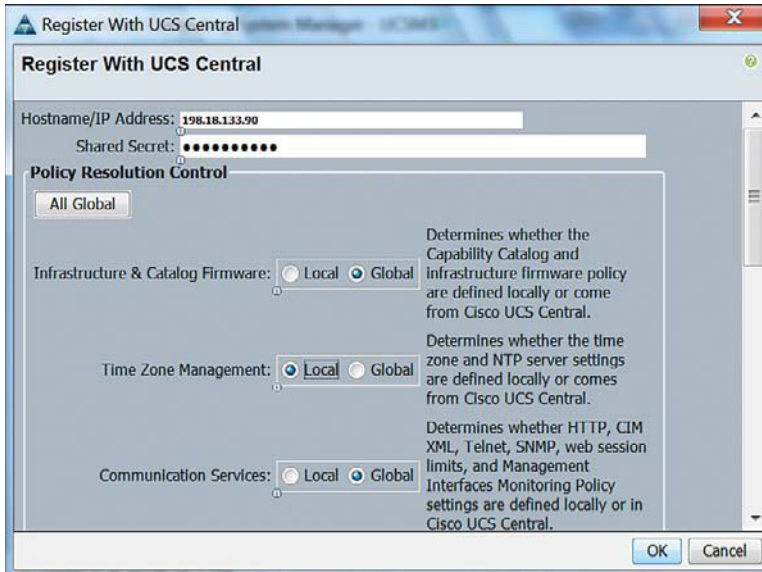 Register With UCS Central
System Manager - UCSM
Register With UCS Central
Hostname/IP Address: 198.18.133.90
Shared Secret: ●●●●●●●●●●
Policy Resolution Control
All Global
Infrastructure & Catalog Firmware: Local Global
Determines whether the
Capability Catalog and
infrastructure firmware policy
are defined locally or come
from Cisco UCS Central.
Time Zone Management: Local Global
Determines whether the time
zone and NTP server settings
are defined locally or comes
from Cisco UCS Central.
Communication Services: Local Global
Determines whether HTTP, CIM
XML, Telnet, SNMP, web session
limits, and Management
Interfaces Monitoring Policy
settings are defined locally or in
Cisco UCS Central.
OK Cancel